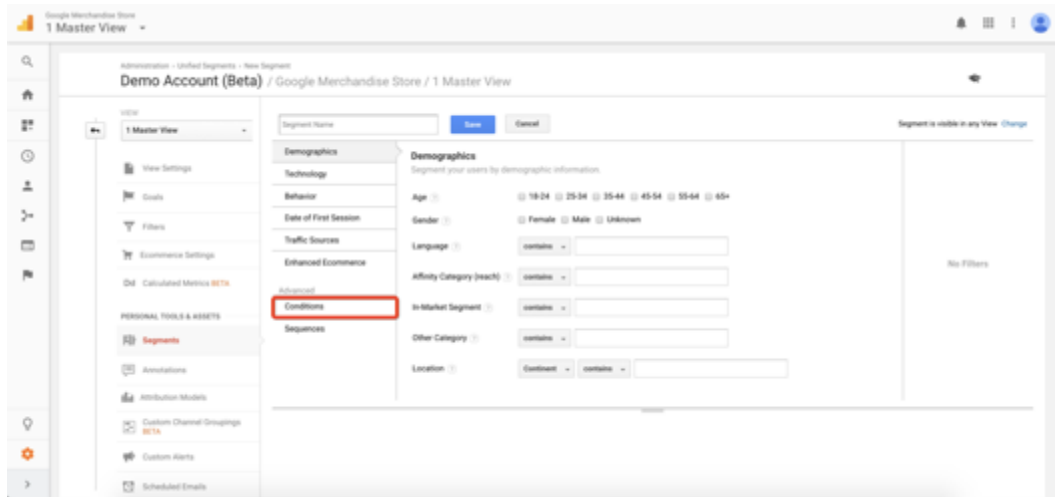 Google Merchandise Store
1 Master View
Administration › Unified Segments › New Segment
Demo Account (Beta) / Google Merchandise Store / 1 Master View
VIEW
1 Master View
View Settings
Goals
Filters
Ecommerce Settings
Dd Calculated Metrics BETA
PERSONAL TOOLS & ASSETS
Segments
Annotations
Attribution Models
Custom Channel Groupings
BETA
Custom Alerts
Scheduled Emails
Segment Name
Save
Cancel
Segment is visible in any View Change
Demographics
Technology
Behavior
Date of First Session
Traffic Sources
Enhanced Ecommerce
Advanced
Conditions
Sequences
Demographics
Segment your users by demographic information.
Age ? 18-24 25-34 35-44 45-54 55-64 65+
Gender ? Female Male Unknown
Language ? contains
Affinity Category (reach) ? contains
In-Market Segment ? contains
Other Category ? contains
Location ? Continent contains
No Filters